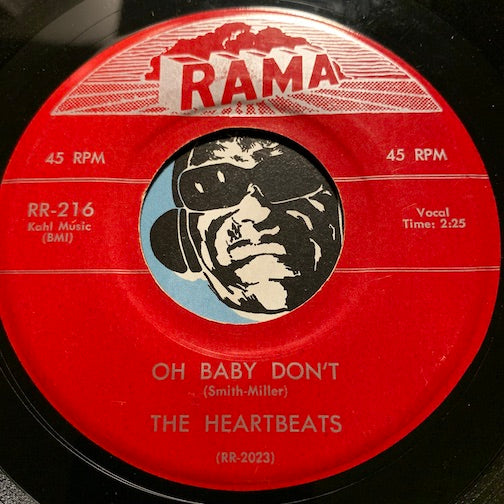 RAMA
45 RPM
45 RPM
RR-216
Kahl Music
(BMI)
Vocal
Time: 2:25
OH BABY DON'T
(Smith-Miller)
THE HEARTBEATS
(RR-2023)